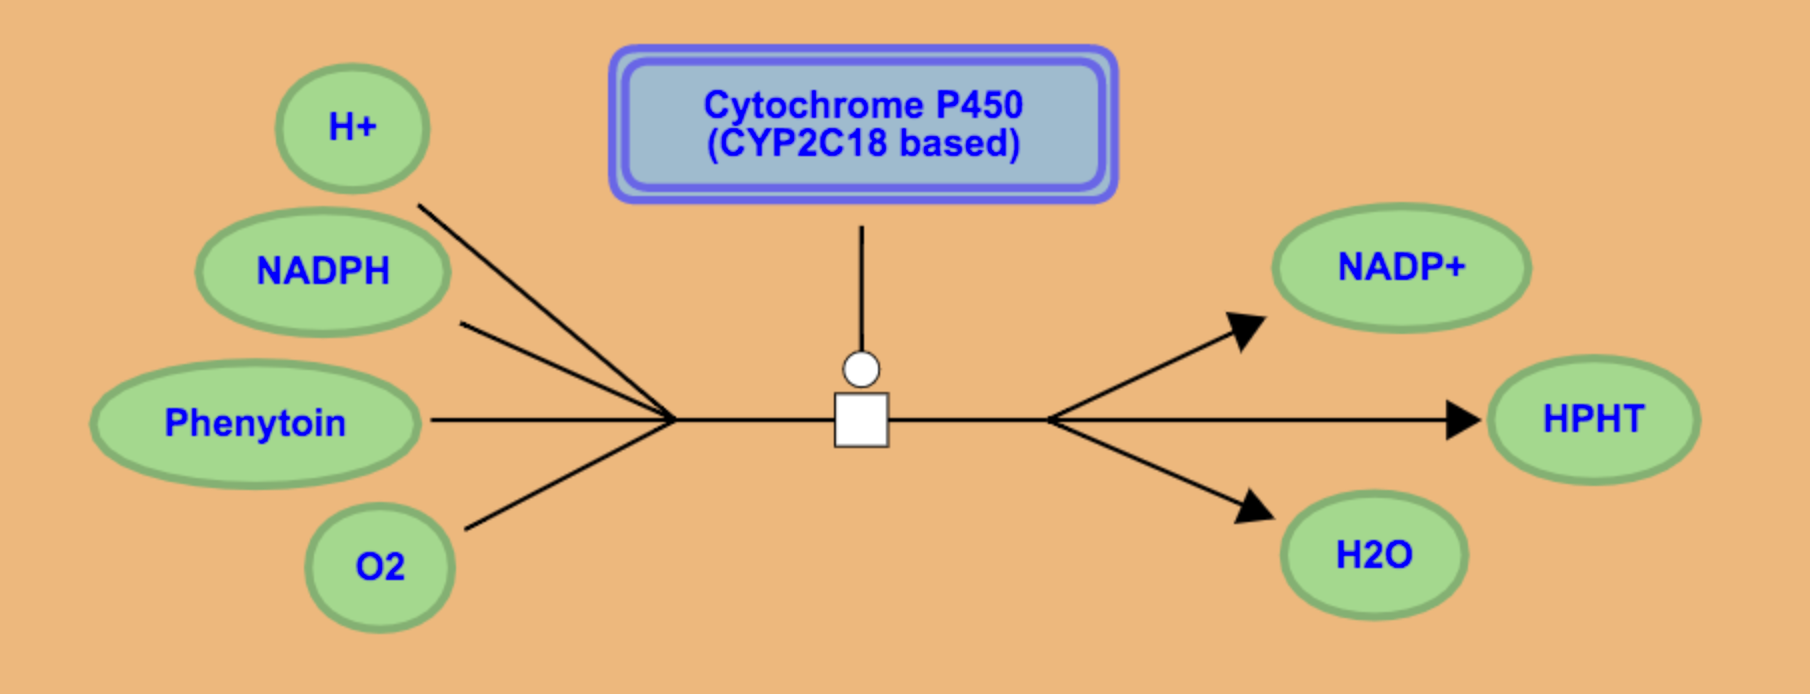 H+
Cytochrome P450
(CYP2C18 based)
NADPH
NADP+
Phenytoin
HPHT
O2
H2O